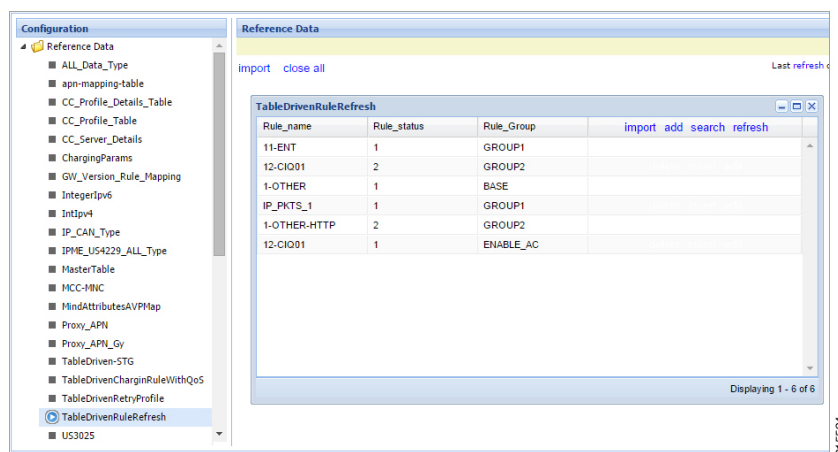 Configuration
Reference Data
ALL_Data_Type
apn-mapping-table
CC_Profile_Details_Table
CC_Profile_Table
CC_Server_Details
ChargingParams
GW_Version_Rule_Mapping
IntegerIpv6
IntIpv4
IP_CAN_Type
IPME_US4229_ALL_Type
MasterTable
MCC-MNC
MindAttributesAVPMap
Proxy_APN
Proxy_APN_Gy
TableDriven-STG
TableDrivenCharginRuleWithQoS
TableDrivenRetryProfile
TableDrivenRuleRefresh
US3025
Reference Data
import close all
Last refresh
TableDrivenRuleRefresh
Rule_name Rule_status Rule_Group import add search refresh
11-ENT 1 GROUP1
12-CIQ01 2 GROUP2
1-OTHER 1 BASE
IP_PKTS_1 1 GROUP1
1-OTHER-HTTP 2 GROUP2
12-CIQ01 1 ENABLE_AC
Displaying 1 - 6 of 6